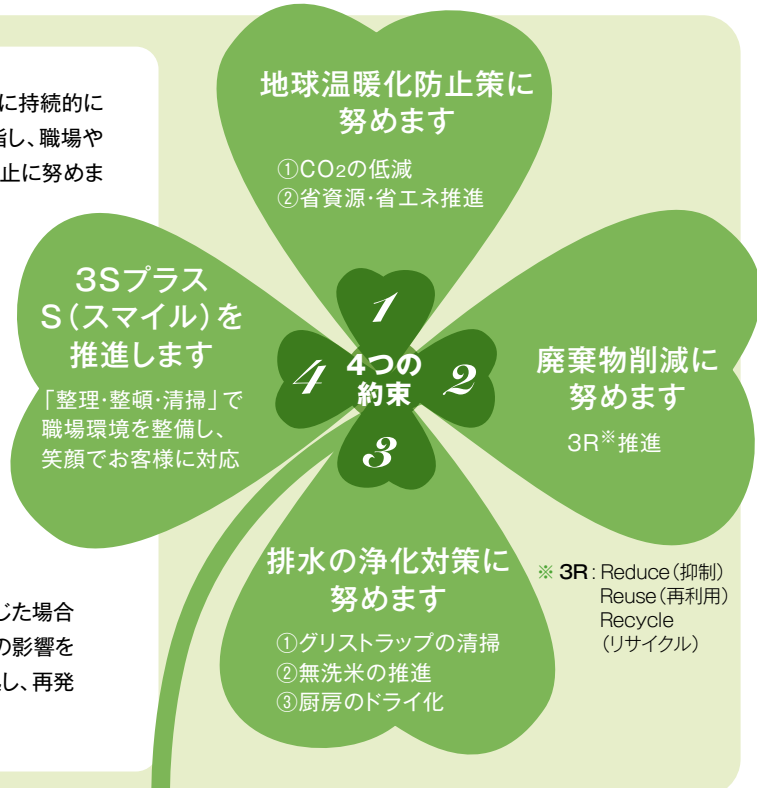 に持続的に
指し、職場や
止に努めま
じた場合
の影響を
し、再発
地球温暖化防止策に
努めます
①CO2の低減
②省資源・省エネ推進
1
4つの
約束
2
廃棄物削減に
努めます
3R※推進
※ 3R : Reduce（抑制）
Reuse（再利用）
Recycle
（リサイクル）
3
排水の浄化対策に
努めます
①グリストラップの清掃
②無洗米の推進
③厨房のドライ化
4
3Sプラス
S（スマイル）を
推進します
「整理・整頓・清掃」で
職場環境を整備し、
笑顔でお客様に対応